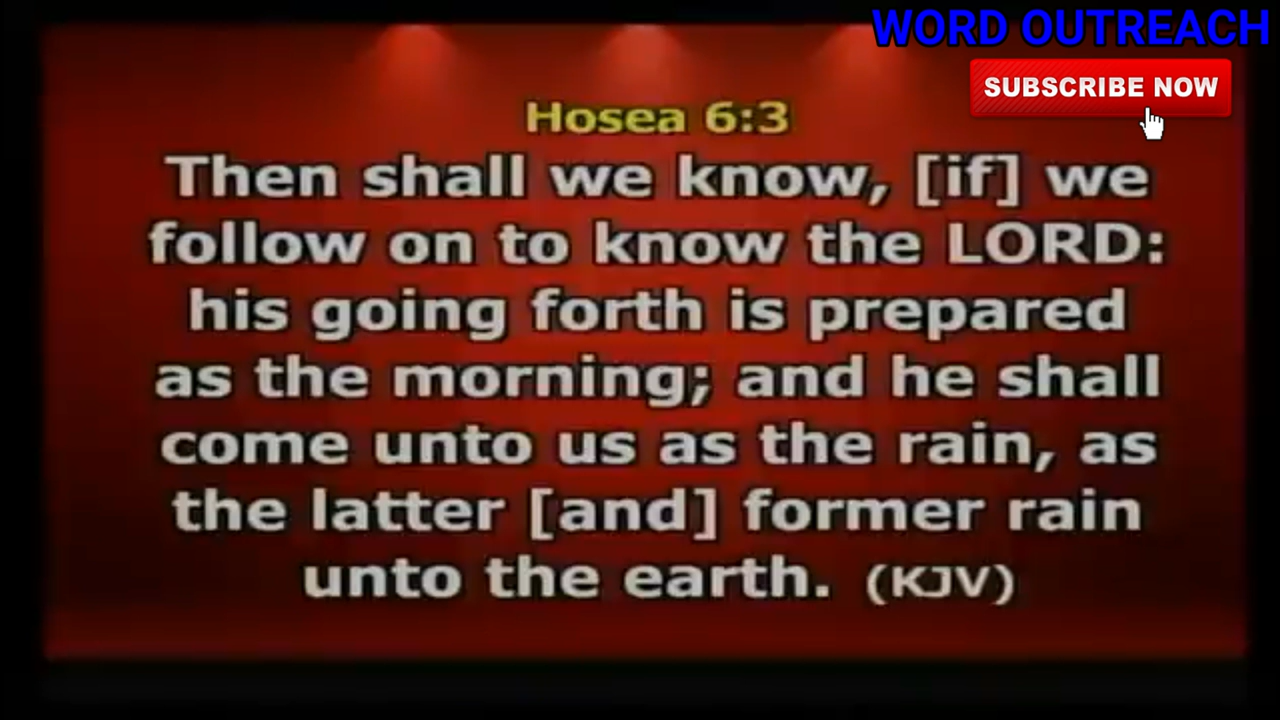 WORD OUTREACH
SUBSCRIBE NOW
Hosea 6:3
Then shall we know, [if] we
follow on to know the LORD:
his going forth is prepared
as the morning; and he shall
come unto us as the rain, as
the latter [and] former rain
unto the earth. (KJV)